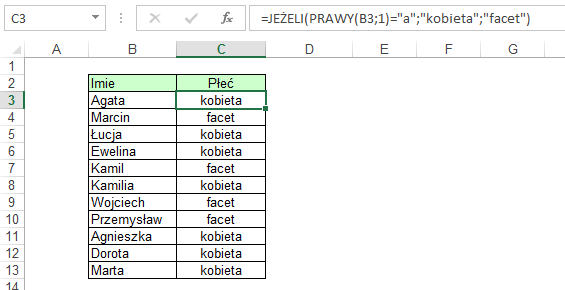 C3 =JEŻELI(PRAWY(B3;1)="a";"kobieta";"facet")
A B C D E F G
1
2 Imie Płeć
3 Agata kobieta
4 Marcin facet
5 Łucja kobieta
6 Ewelina kobieta
7 Kamil facet
8 Kamilia kobieta
9 Wojciech facet
10 Przemysław facet
11 Agnieszka kobieta
12 Dorota kobieta
13 Marta kobieta
14